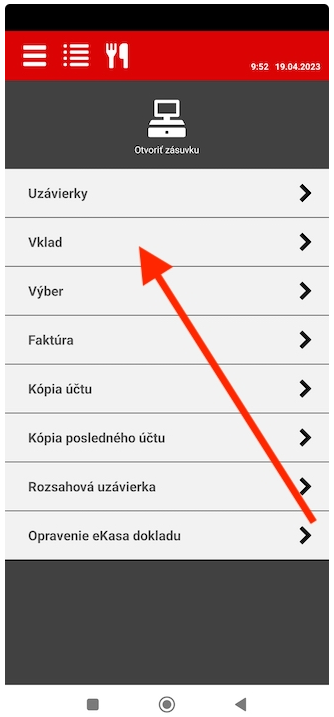 9:52 19.04.2023
Otvoriť zásuvku
Uzávierky
Vklad
Výber
Faktúra
Kópia účtu
Kópia posledného účtu
Rozsahová uzávierka
Opravenie eKasa dokladu